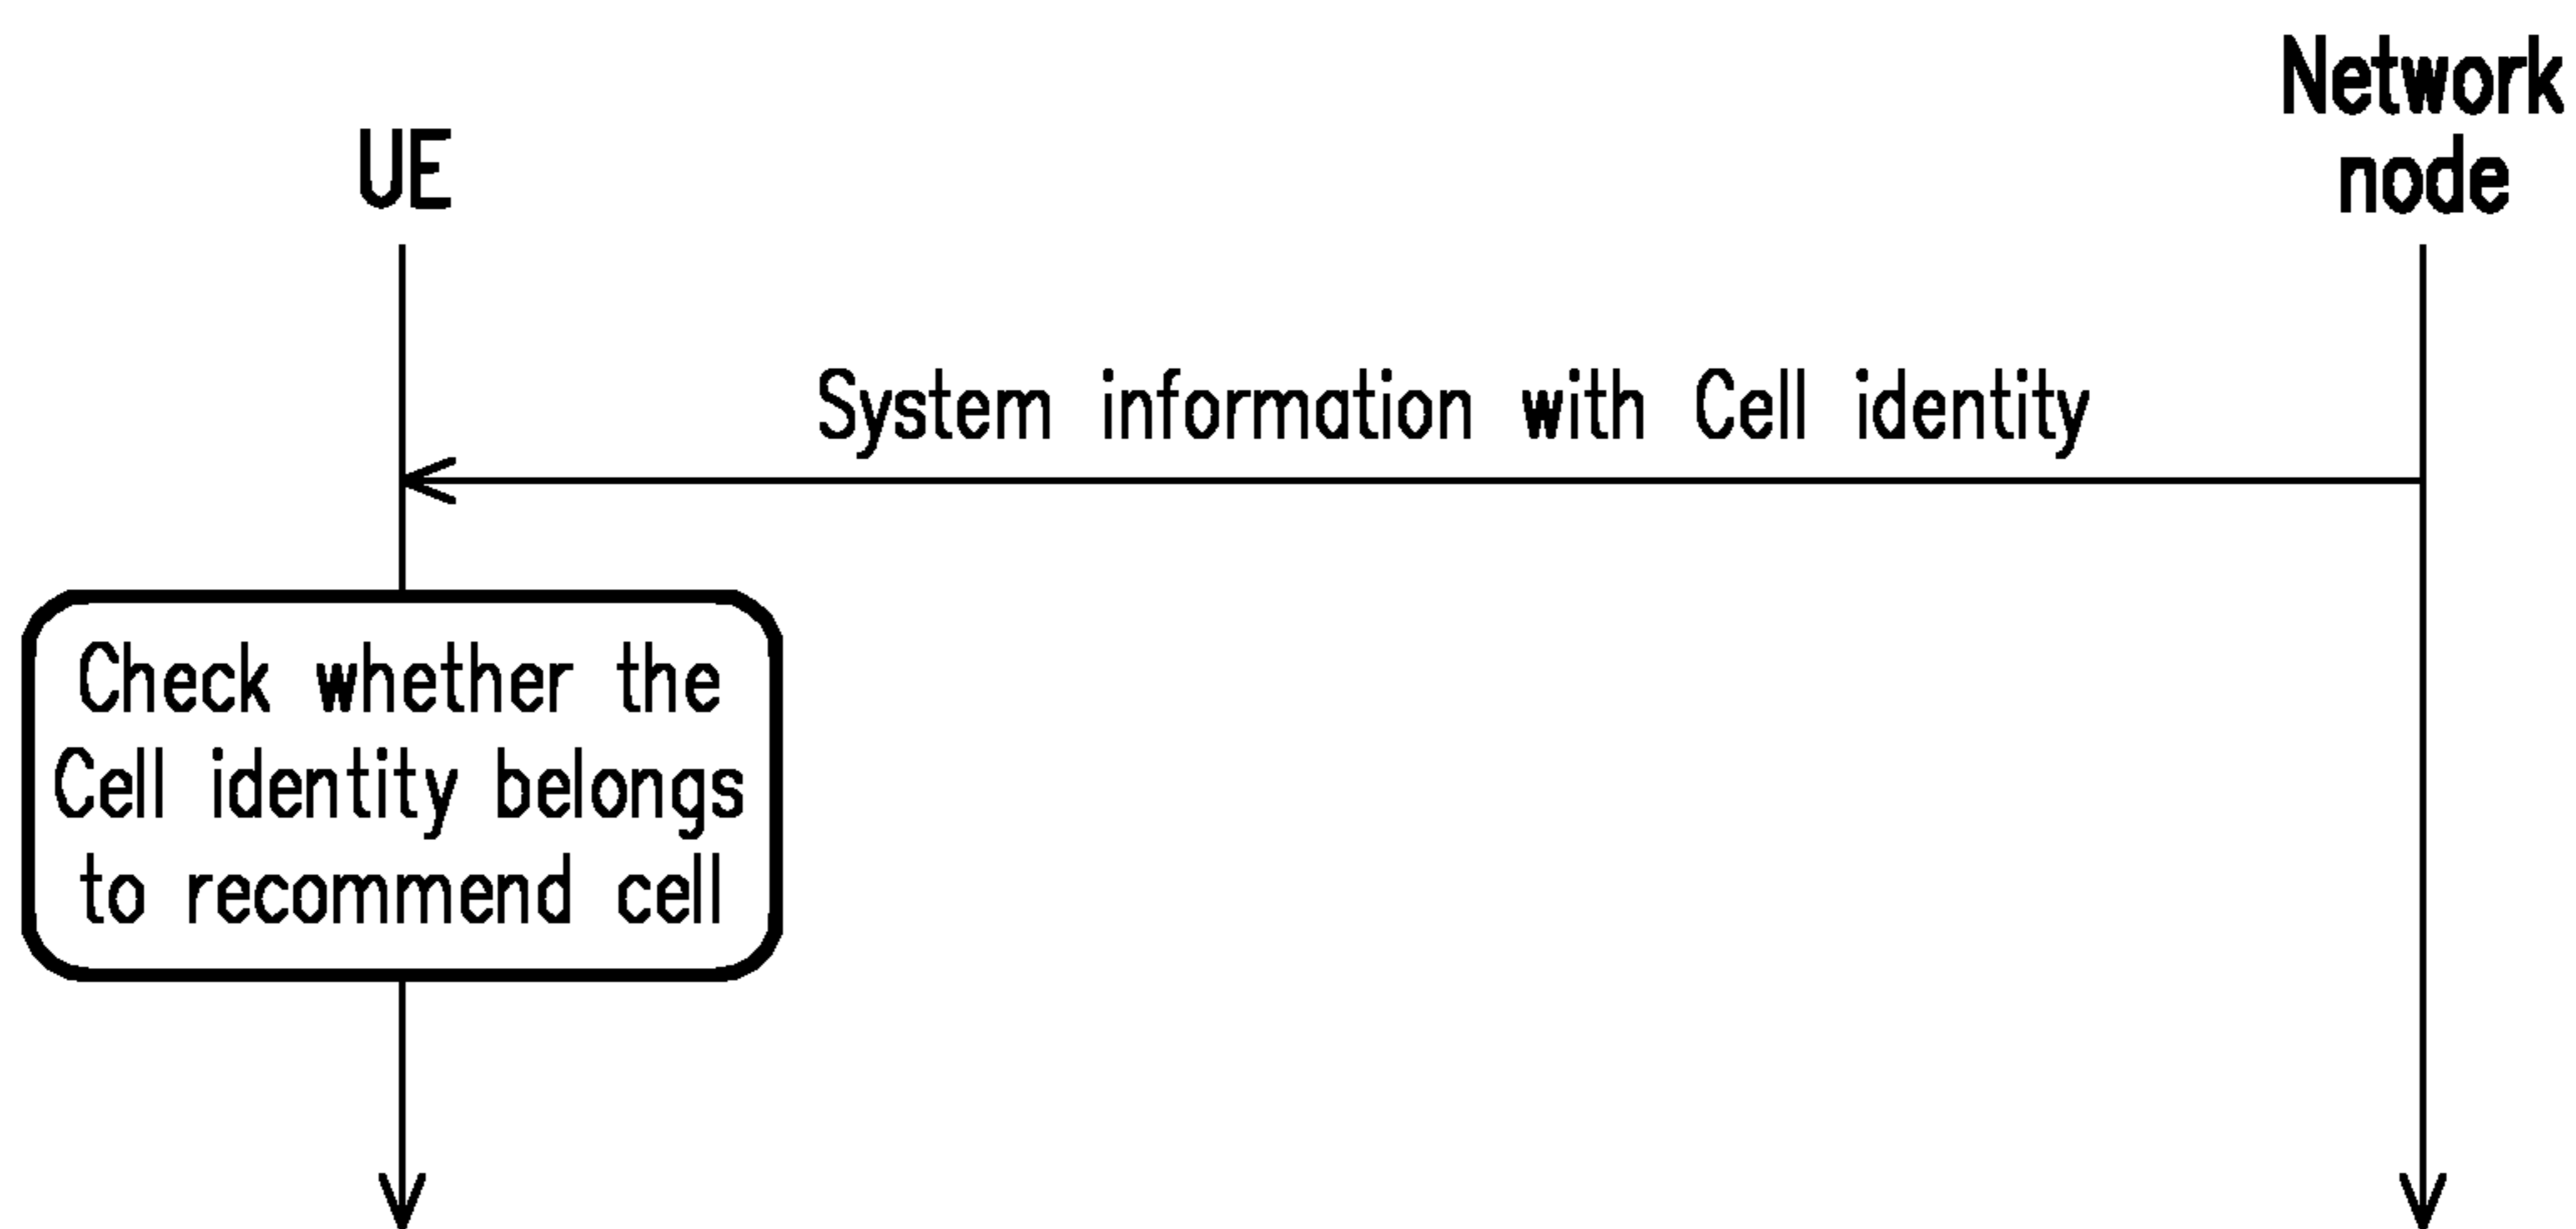 UE
Network
node
System information with Cell identity
Check whether the
Cell identity belongs
to recommend cell